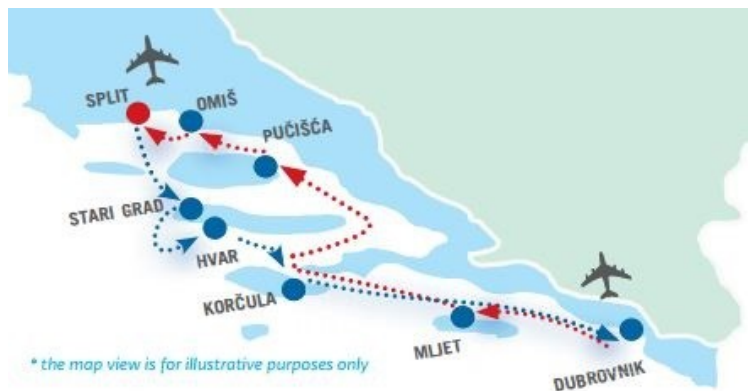 SPLIT
OMIŠ
PUČIŠĆA
STARI GRAD
HVAR
KORČULA
MLJET
DUBROVNIK
* the map view is for illustrative purposes only